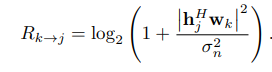 R_{k→j} = log_2 ( 1 + |h_j^H w_k|^2 / σ_n^2 ) .